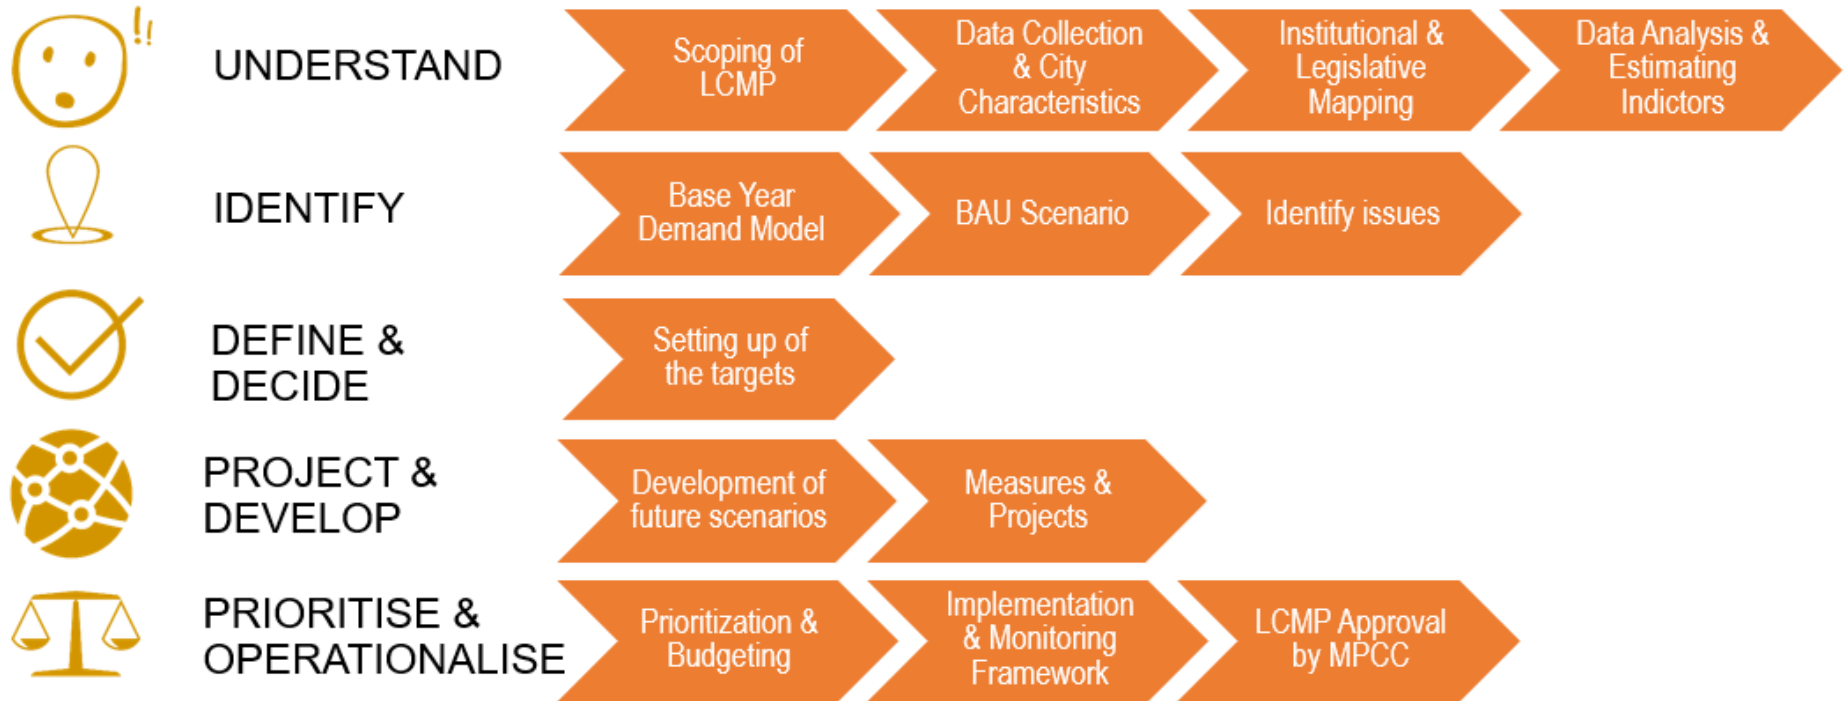 UNDERSTAND
Scoping of
LCMP
Data Collection
& City
Characteristics
Institutional &
Legislative
Mapping
Data Analysis &
Estimating
Indictors
IDENTIFY
Base Year
Demand Model
BAU Scenario
Identify issues
DEFINE &
DECIDE
Setting up of
the targets
PROJECT &
DEVELOP
Development of
future scenarios
Measures &
Projects
PRIORITISE &
OPERATIONALISE
Prioritization &
Budgeting
Implementation
& Monitoring
Framework
LCMP Approval
by MPCC